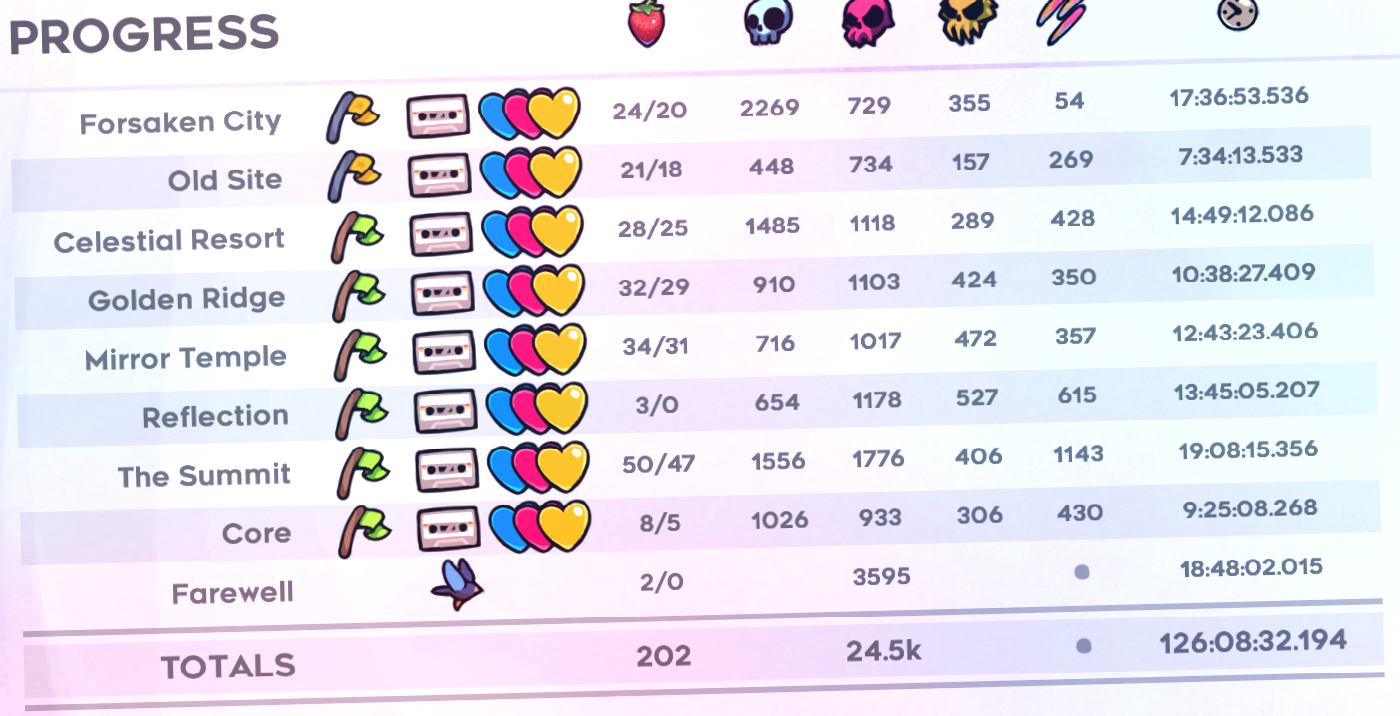 PROGRESS
Forsaken City 24/20 2269 729 355 54 17:36:53.536
Old Site 21/18 448 734 157 269 7:34:13.533
Celestial Resort 28/25 1485 1118 289 428 14:49:12.086
Golden Ridge 32/29 910 1103 424 350 10:38:27.409
Mirror Temple 34/31 716 1017 472 357 12:43:23.406
Reflection 3/0 654 1178 527 615 13:45:05.207
The Summit 50/47 1556 1776 406 1143 19:08:15.356
Core 8/5 1026 933 306 430 9:25:08.268
Farewell 2/0 3595 18:48:02.015
TOTALS 202 24.5k 126:08:32.194